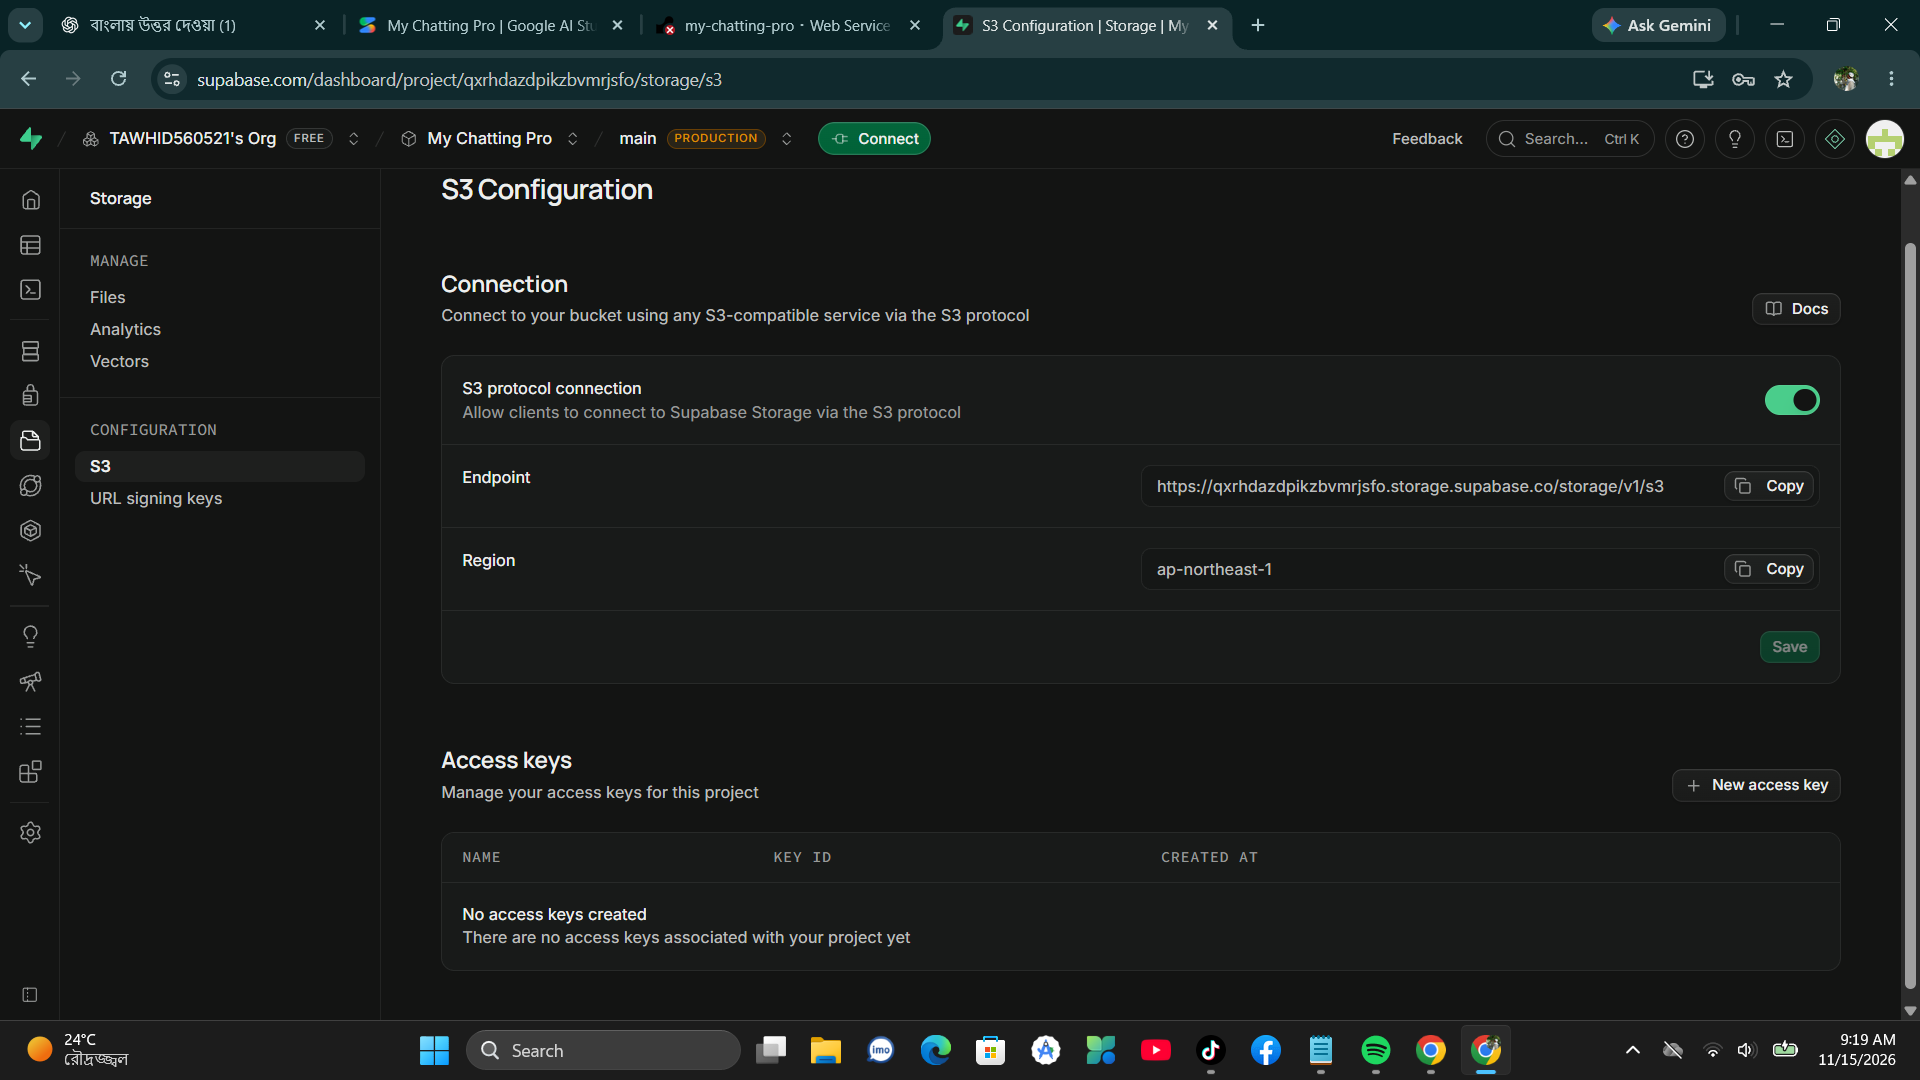 বাংলায় উত্তর দেওয়া (1)
My Chatting Pro | Google AI Stu
my-chatting-pro · Web Service
S3 Configuration | Storage | My
Ask Gemini
supabase.com/dashboard/project/qxrhdazdpikzbvmrjsfo/storage/s3
TAWHID560521's Org
FREE
My Chatting Pro
main
PRODUCTION
Connect
Feedback
Search...
Ctrl K
Storage
MANAGE
Files
Analytics
Vectors
CONFIGURATION
S3
URL signing keys
S3 Configuration
Connection
Connect to your bucket using any S3-compatible service via the S3 protocol
Docs
S3 protocol connection
Allow clients to connect to Supabase Storage via the S3 protocol
Endpoint
https://qxrhdazdpikzbvmrjsfo.storage.supabase.co/storage/v1/s3
Copy
Region
ap-northeast-1
Copy
Save
Access keys
Manage your access keys for this project
New access key
NAME
KEY ID
CREATED AT
No access keys created
There are no access keys associated with your project yet
24°C
রৌদ্রজ্জ্বল
Search
imo
9:19 AM
11/15/2026